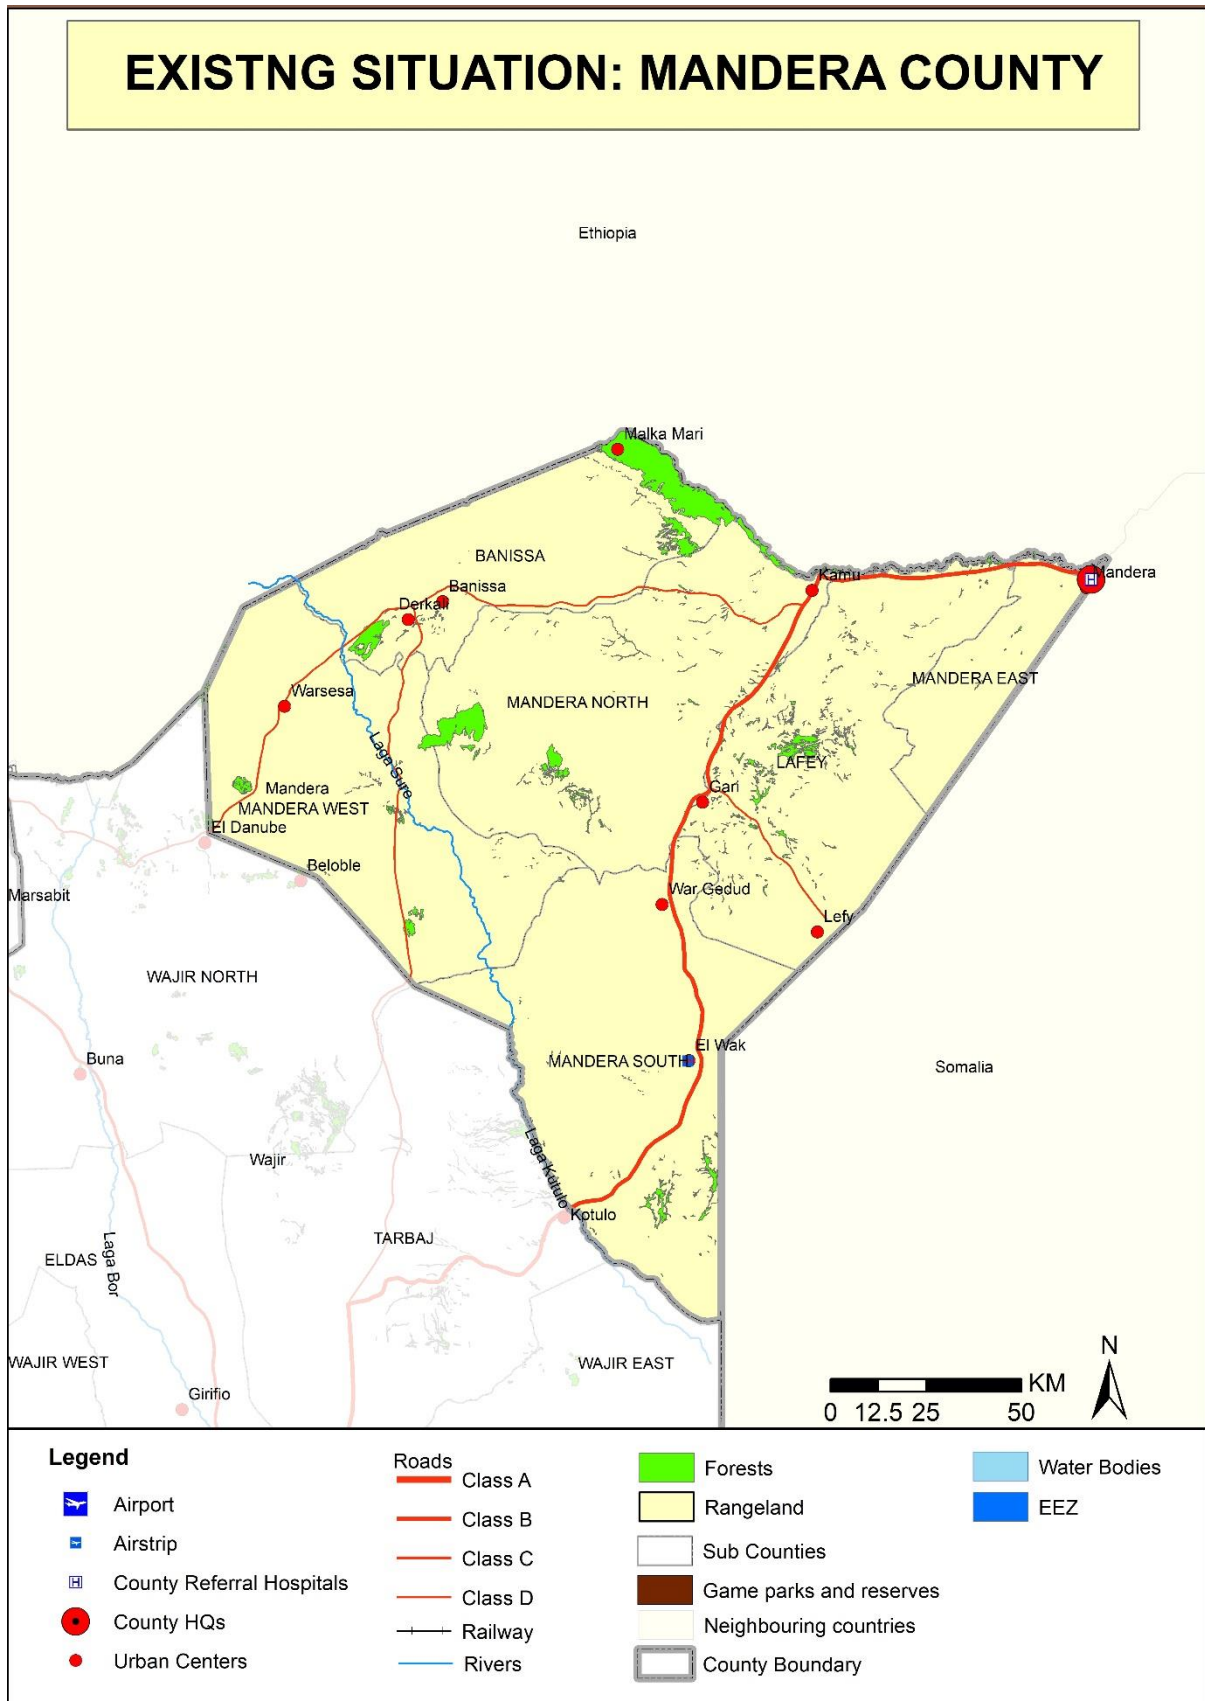 EXISTNG SITUATION: MANDERA COUNTY
Ethiopia
Malka Mari
BANISSA
Banissa
Derkali
Kamu
Mandera
MANDERA EAST
Warsesa
MANDERA NORTH
Laga Sure
LAFEY
Mandera
MANDERA WEST
Gari
El Danube
Beloble
Marsabit
War Gedud
Lefy
WAJIR NORTH
El Wak
MANDERA SOUTH
Buna
Somalia
Wajir
Laga Kutulo
Kotulo
TARBAJ
ELDAS
Laga Bor
WAJIR WEST
WAJIR EAST
Girifio
N
KM
0 12.5 25 50
Legend
Airport
Airstrip
H County Referral Hospitals
County HQs
Urban Centers
Roads
Class A
Class B
Class C
Class D
Railway
Rivers
Forests
Rangeland
Sub Counties
Game parks and reserves
Neighbouring countries
County Boundary
Water Bodies
EEZ